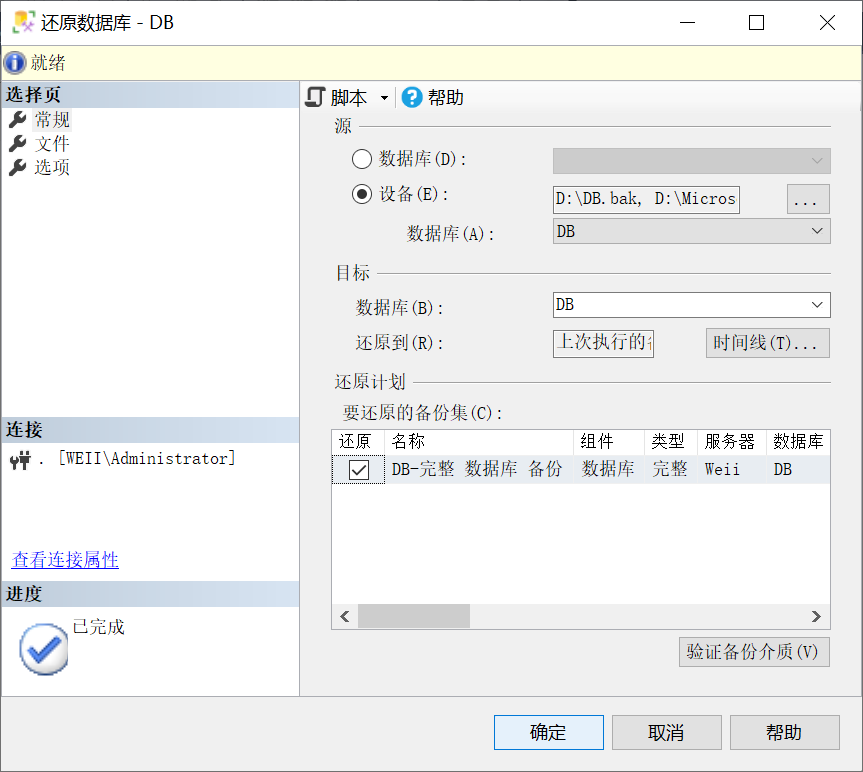 还原数据库 - DB
就绪
选择页
常规
文件
选项
脚本 帮助
源
数据库(D):
设备(E): D:\DB.bak, D:\Micros ...
数据库(A): DB
目标
数据库(B): DB
还原到(R): 上次执行的 时间线(T)...
还原计划
要还原的备份集(C):
还原 名称 组件 类型 服务器 数据库
DB-完整 数据库 备份 数据库 完整 Weii DB
验证备份介质(V)
连接
. [WEII\Administrator]
查看连接属性
进度
已完成
确定 取消 帮助